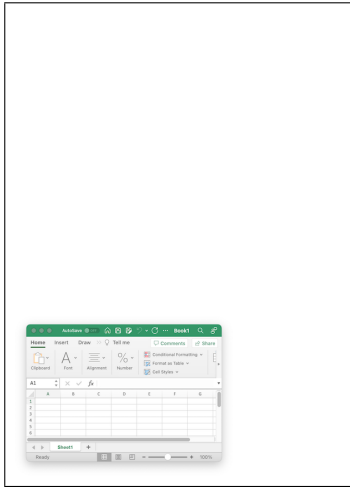 AutoSave Book1
Home Insert Draw Tell me Comments Share
Clipboard Font Alignment Number
Conditional Formatting
Format as Table
Cell Styles
A1 fx
A B C D E F G
1
2
3
4
5
6
Sheet1 +
Ready 100%